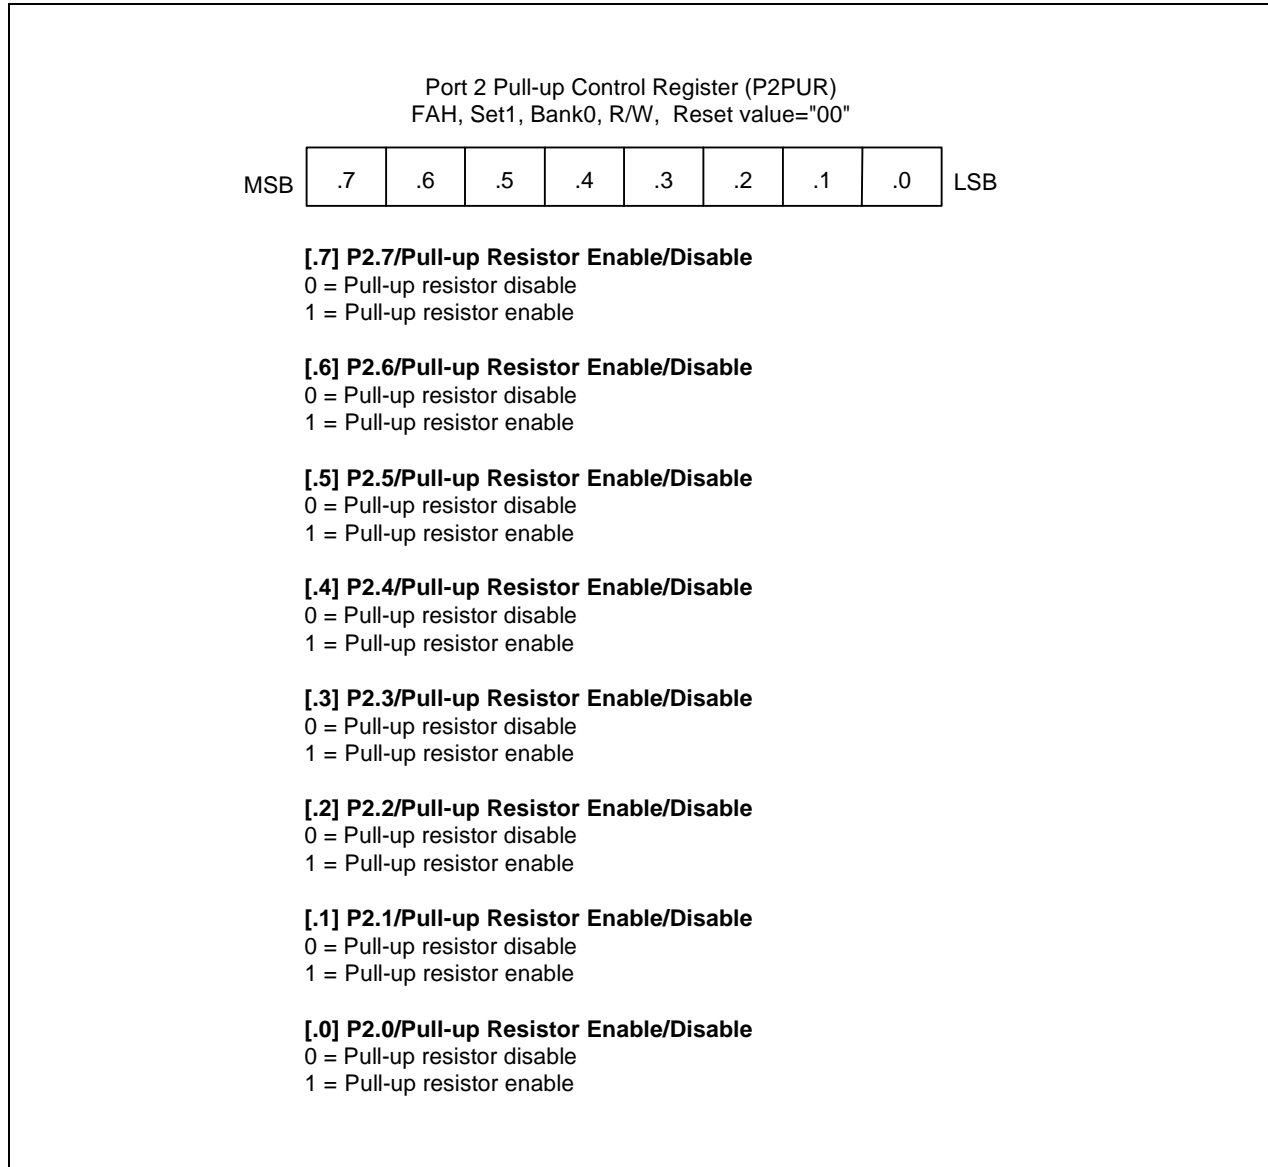 Port 2 Pull-up Control Register (P2PUR)
FAH, Set1, Bank0, R/W,  Reset value="00"
MSB .7 .6 .5 .4 .3 .2 .1 .0 LSB
[.7] P2.7/Pull-up Resistor Enable/Disable
0 = Pull-up resistor disable
1 = Pull-up resistor enable
[.6] P2.6/Pull-up Resistor Enable/Disable
0 = Pull-up resistor disable
1 = Pull-up resistor enable
[.5] P2.5/Pull-up Resistor Enable/Disable
0 = Pull-up resistor disable
1 = Pull-up resistor enable
[.4] P2.4/Pull-up Resistor Enable/Disable
0 = Pull-up resistor disable
1 = Pull-up resistor enable
[.3] P2.3/Pull-up Resistor Enable/Disable
0 = Pull-up resistor disable
1 = Pull-up resistor enable
[.2] P2.2/Pull-up Resistor Enable/Disable
0 = Pull-up resistor disable
1 = Pull-up resistor enable
[.1] P2.1/Pull-up Resistor Enable/Disable
0 = Pull-up resistor disable
1 = Pull-up resistor enable
[.0] P2.0/Pull-up Resistor Enable/Disable
0 = Pull-up resistor disable
1 = Pull-up resistor enable